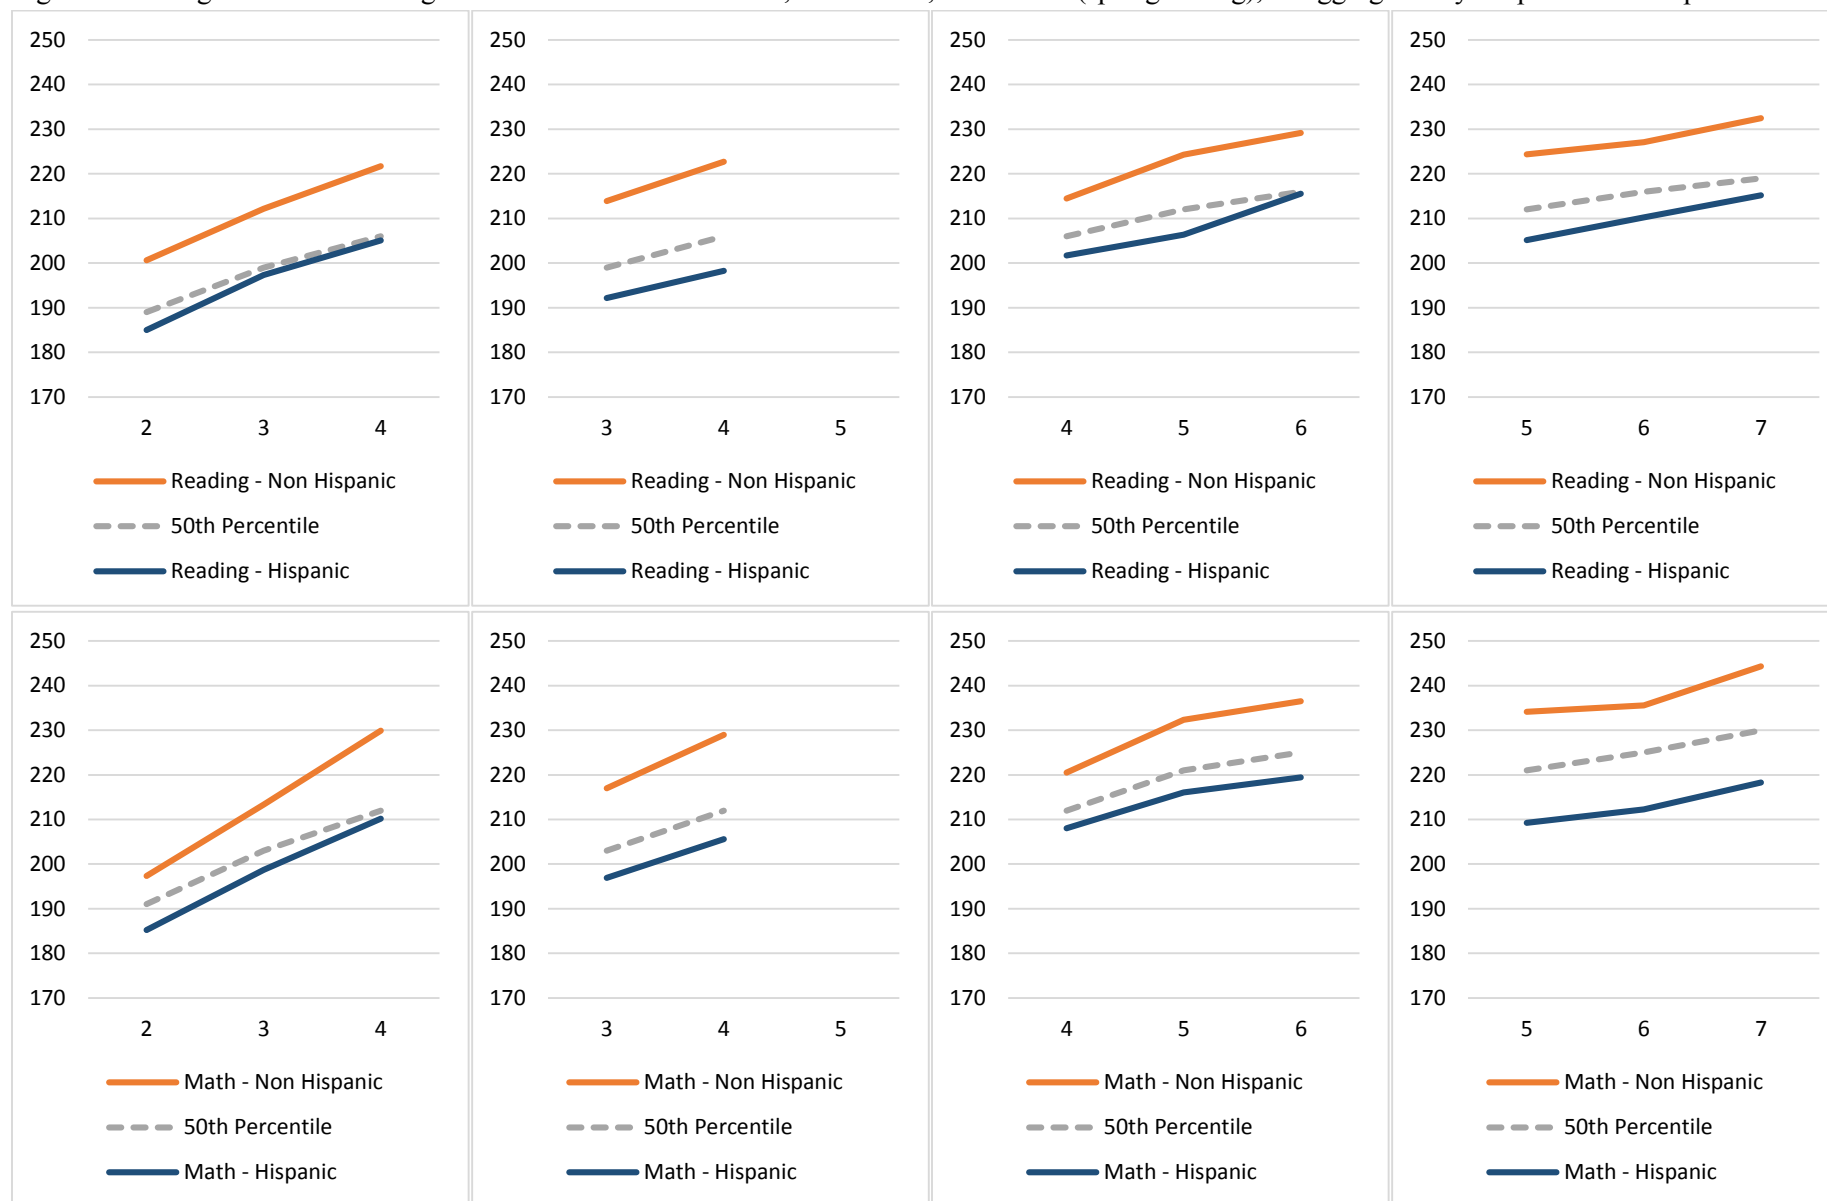 250 250 250 250
240 240 240 240
230 230 230 230
220 220 220 220
210 210 210 210
200 200 200 200
190 190 190 190
180 180 180 180
170 170 170 170
2 3 4 3 4 5 4 5 6 5 6 7
Reading - Non Hispanic Reading - Non Hispanic Reading - Non Hispanic Reading - Non Hispanic
50th Percentile 50th Percentile 50th Percentile 50th Percentile
Reading - Hispanic Reading - Hispanic Reading - Hispanic Reading - Hispanic
250 250 250 250
240 240 240 240
230 230 230 230
220 220 220 220
210 210 210 210
200 200 200 200
190 190 190 190
180 180 180 180
170 170 170 170
2 3 4 3 4 5 4 5 6 5 6 7
Math - Non Hispanic Math - Non Hispanic Math - Non Hispanic Math - Non Hispanic
50th Percentile 50th Percentile 50th Percentile 50th Percentile
Math - Hispanic Math - Hispanic Math - Hispanic Math - Hispanic